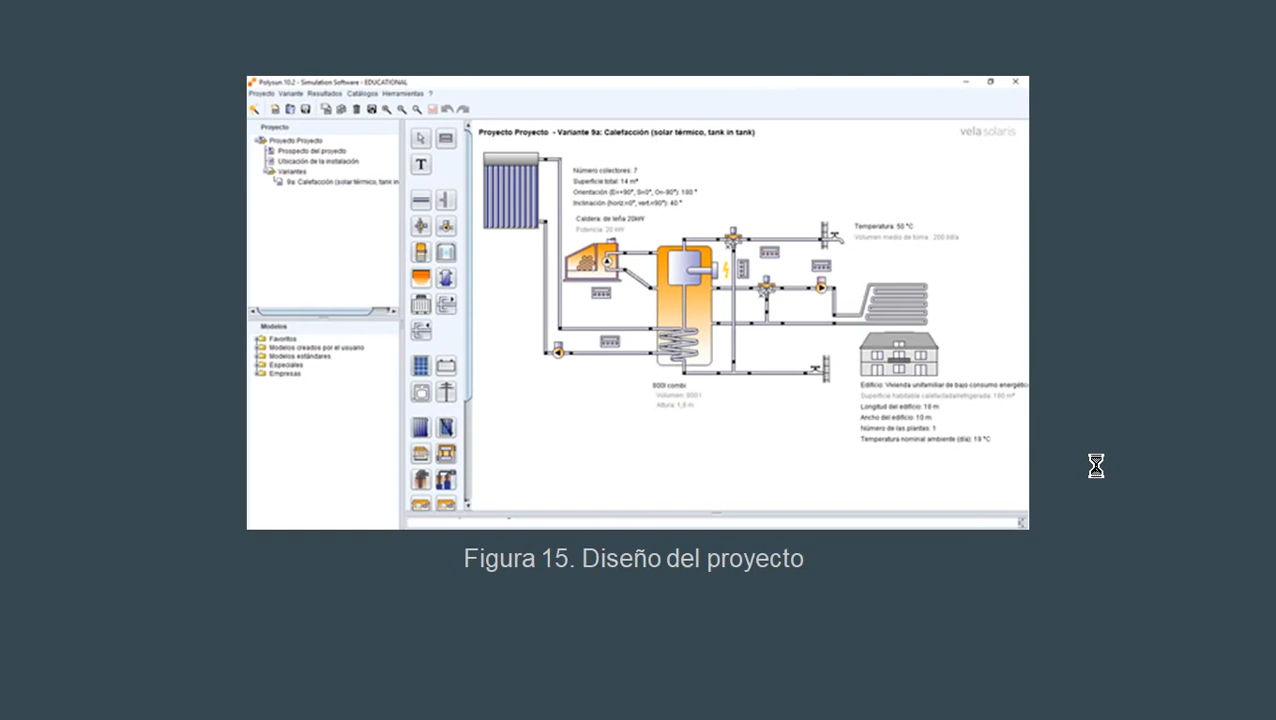 Polysun 10.2 - Simulation Software - EDUCATIONAL
Proyecto Variante Resultados Catálogos Herramientas ?
Proyecto
Proyecto Proyecto
Prospecto del proyecto
Ubicación de la instalación
Variantes
9a: Calefacción (solar térmico, tank in
Modelos
Favoritos
Modelos creados por el usuario
Modelos estándares
Especiales
Empresas
T
Proyecto Proyecto - Variante 9a: Calefacción (solar térmico, tank in tank)
vela solaris
Número colectores: 7
Superficie total: 14 m²
Orientación (E=+90°, S=0°, O=-90°): 180 °
Inclinación (horiz.=0°, vert.=90°): 40 °
Caldera: de leña 20kW
Potencia: 20 kW
Temperatura: 50 °C
Volumen medio de toma : 200 l/día
800l combi
Volumen: 800 l
Altura: 1,8 m
Edificio: Vivienda unifamiliar de bajo consumo energétic
Superficie habitable calefactada/refrigerada: 180 m²
Longitud del edificio: 18 m
Ancho del edificio: 10 m
Número de las plantas: 1
Temperatura nominal ambiente (día): 19 °C
Figura 15. Diseño del proyecto